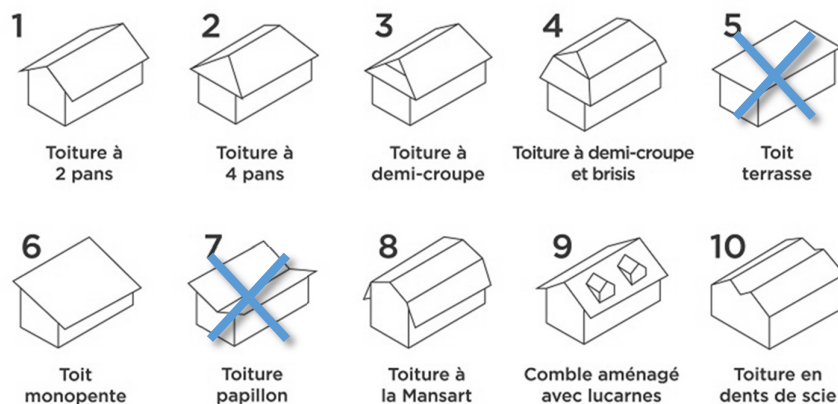 1
2
3
4
5
Toiture à
2 pans
Toiture à
4 pans
Toiture à
demi-croupe
Toiture à demi-croupe
et brisis
Toit
terrasse
6
7
8
9
10
Toit
monopente
Toiture
papillon
Toiture à
la Mansart
Comble aménagé
avec lucarnes
Toiture en
dents de scie